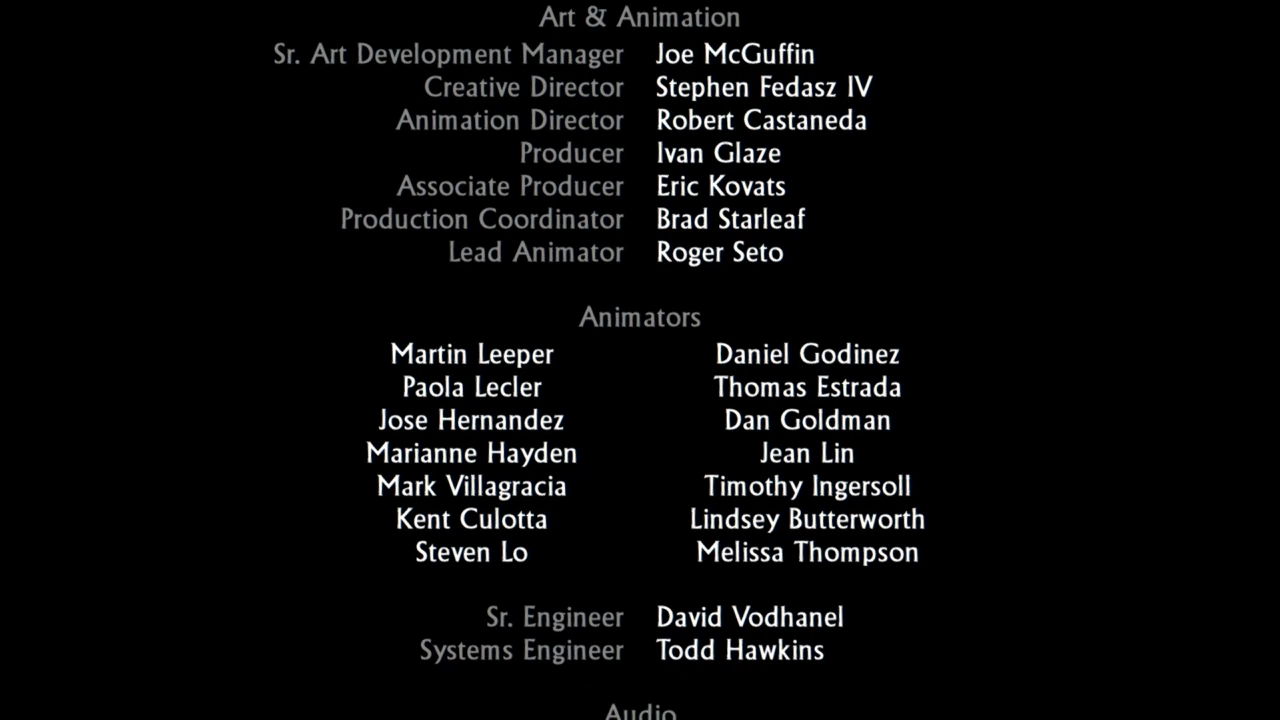 Art & Animation
Sr. Art Development Manager Joe McGuffin
Creative Director Stephen Fedasz IV
Animation Director Robert Castaneda
Producer Ivan Glaze
Associate Producer Eric Kovats
Production Coordinator Brad Starleaf
Lead Animator Roger Seto
Animators
Martin Leeper Daniel Godinez
Paola Lecler Thomas Estrada
Jose Hernandez Dan Goldman
Marianne Hayden Jean Lin
Mark Villagracia Timothy Ingersoll
Kent Culotta Lindsey Butterworth
Steven Lo Melissa Thompson
Sr. Engineer David Vodhanel
Systems Engineer Todd Hawkins
Audio